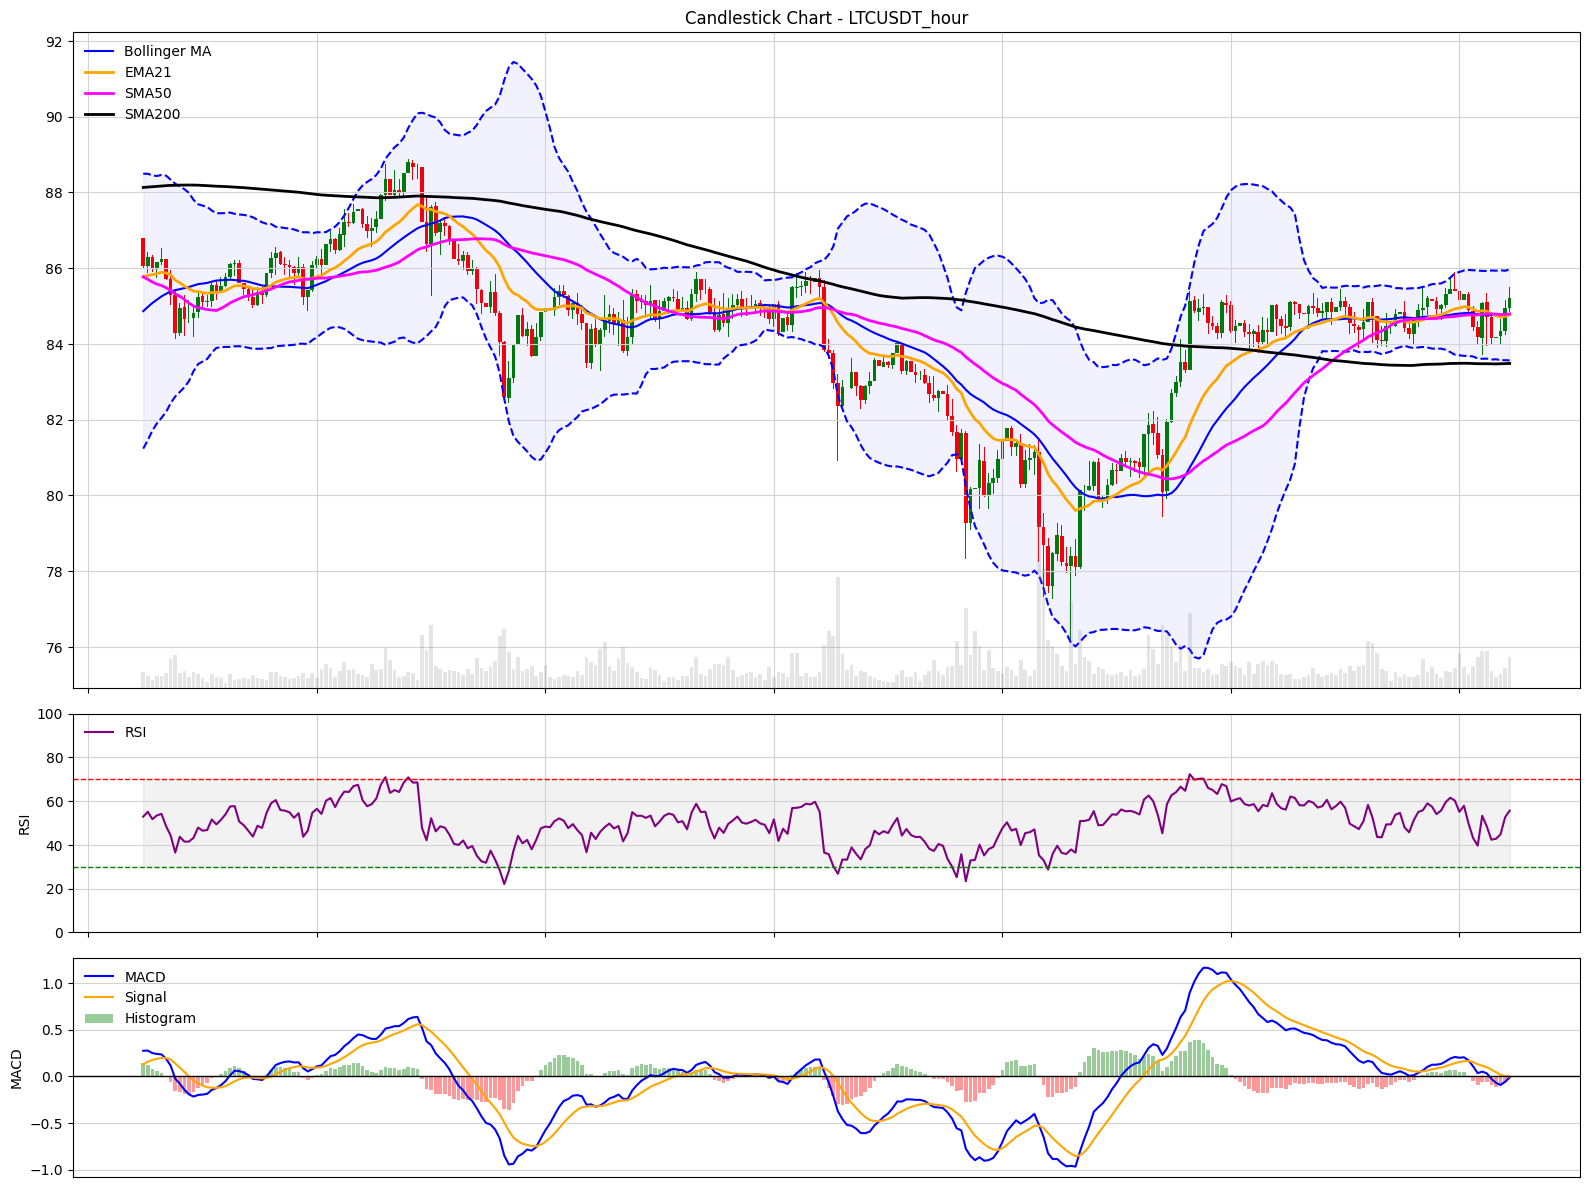 Candlestick Chart - LTCUSDT_hour
Bollinger MA
EMA21
SMA50
SMA200
92
90
88
86
84
82
80
78
76
RSI
RSI
100
80
60
40
20
0
MACD
Signal
Histogram
MACD
1.0
0.5
0.0
−0.5
−1.0